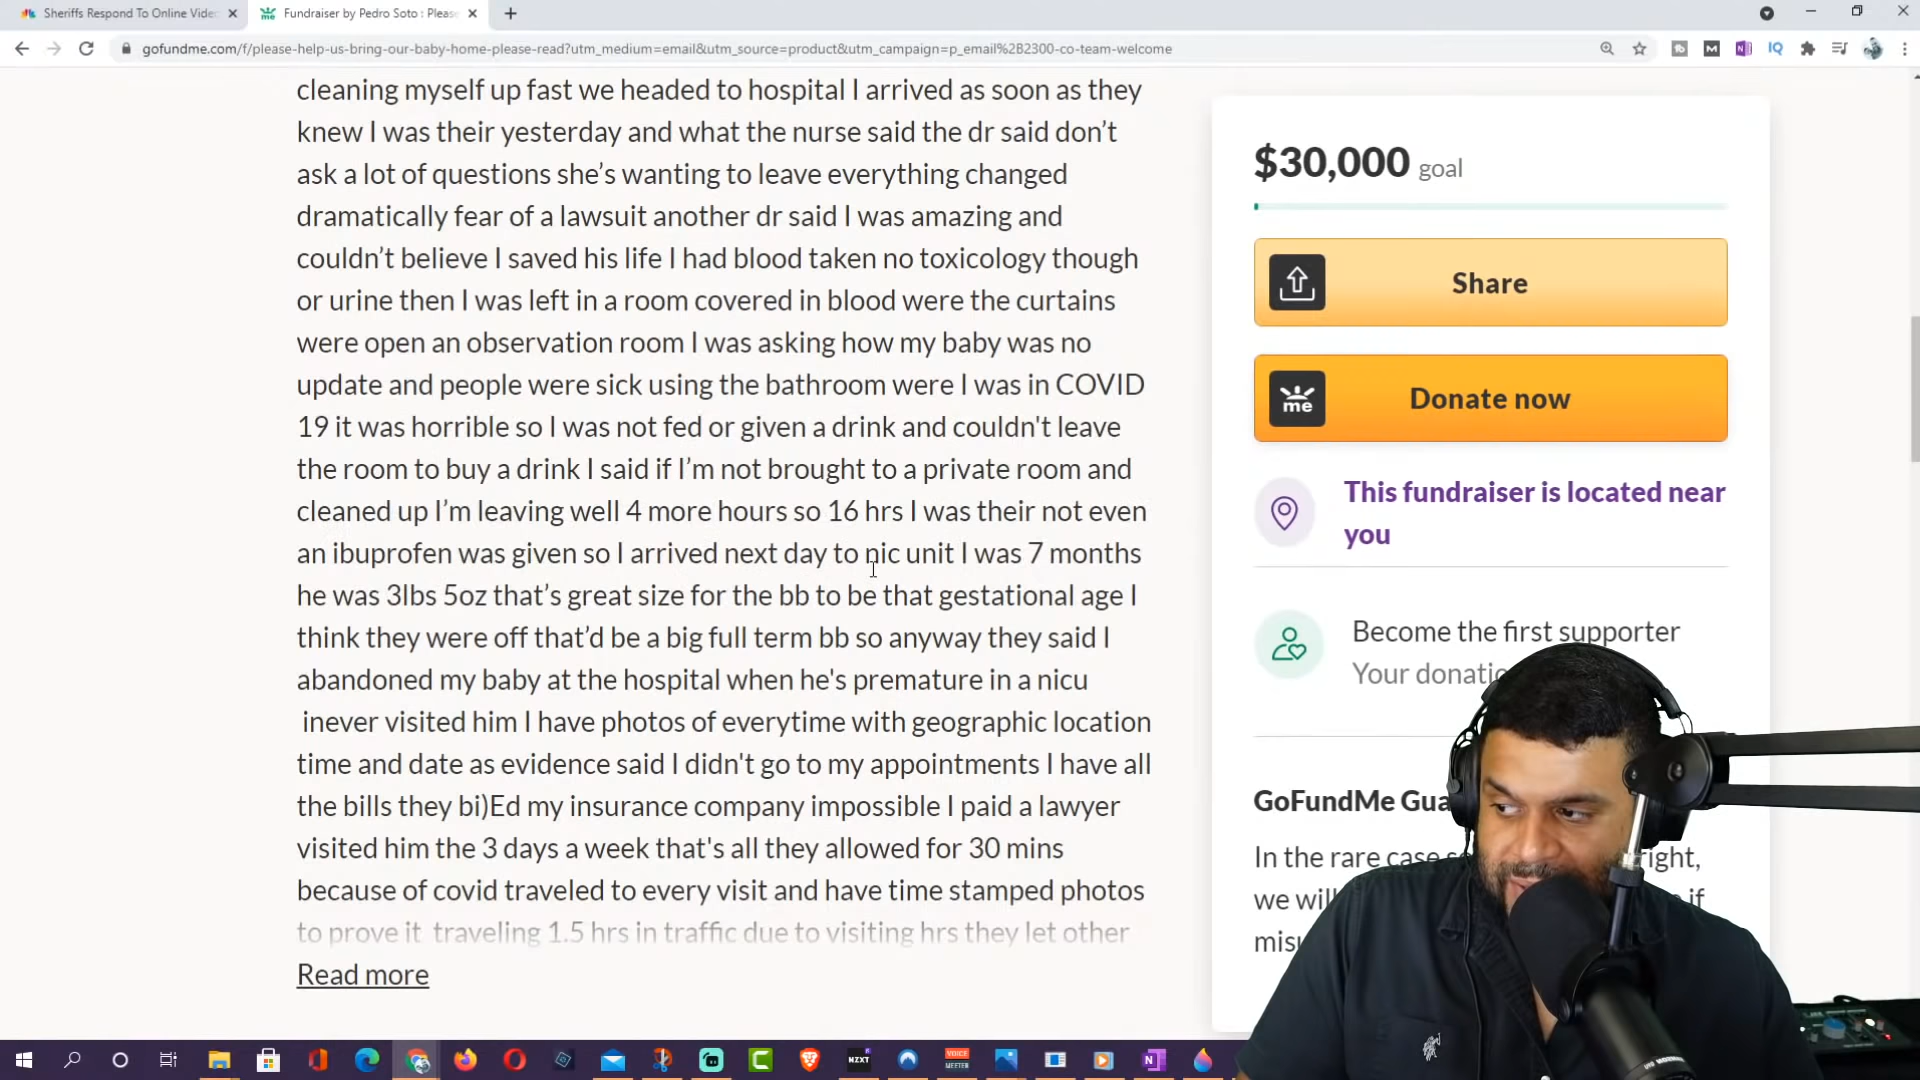 Sheriffs Respond To Online Vide
Fundraiser by Pedro Soto : Please
gofundme.com/f/please-help-us-bring-our-baby-home-please-read?utm_medium=email&utm_source=product&utm_campaign=p_email%2B2300-co-team-welcome
cleaning myself up fast we headed to hospital I arrived as soon as they
knew I was their yesterday and what the nurse said the dr said don’t
ask a lot of questions she’s wanting to leave everything changed
dramatically fear of a lawsuit another dr said I was amazing and
couldn’t believe I saved his life I had blood taken no toxicology though
or urine then I was left in a room covered in blood were the curtains
were open an observation room I was asking how my baby was no
update and people were sick using the bathroom were I was in COVID
19 it was horrible so I was not fed or given a drink and couldn't leave
the room to buy a drink I said if I’m not brought to a private room and
cleaned up I’m leaving well 4 more hours so 16 hrs I was their not even
an ibuprofen was given so I arrived next day to nic unit I was 7 months
he was 3lbs 5oz that’s great size for the bb to be that gestational age I
think they were off that’d be a big full term bb so anyway they said I
abandoned my baby at the hospital when he's premature in a nicu
inever visited him I have photos of everytime with geographic location
time and date as evidence said I didn't go to my appointments I have all
the bills they bi)Ed my insurance company impossible I paid a lawyer
visited him the 3 days a week that's all they allowed for 30 mins
because of covid traveled to every visit and have time stamped photos
to prove it traveling 1.5 hrs in traffic due to visiting hrs they let other
Read more
$30,000 goal
Share
me
Donate now
This fundraiser is located near
you
Become the first supporter
Your donatio
GoFundMe Gua
In the rare case s
right,
we wil
if
misu
NZXT
VOICE
MEETER